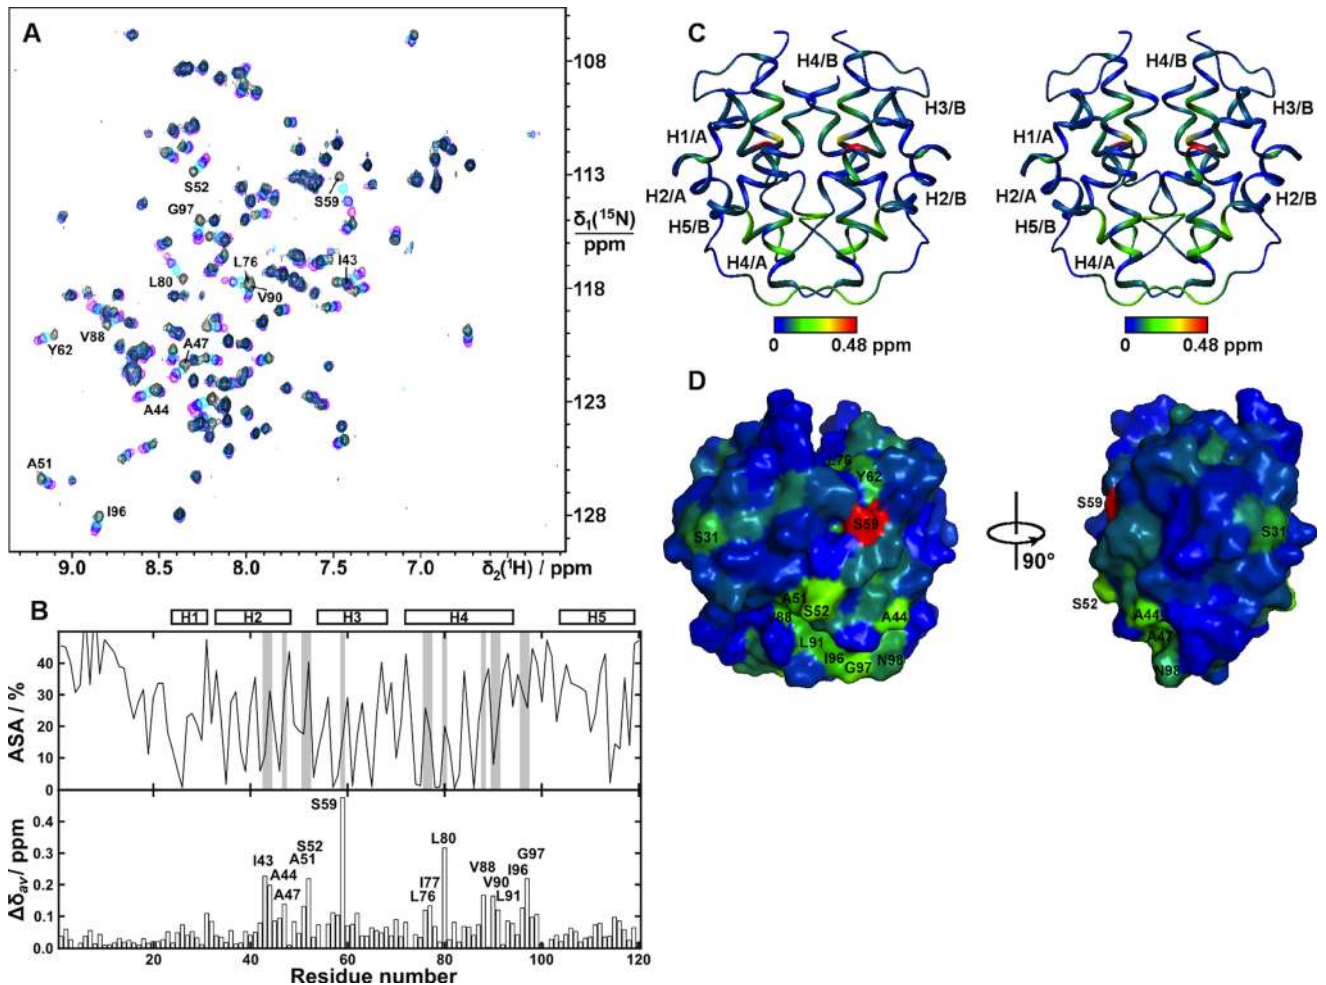 A
108
113
118
123
128
δ₁(¹⁵N)
ppm
S52
G97
S59
L80
L76
V90
I43
V88
Y62
A47
A44
A51
I96
9.0 8.5 8.0 7.5 7.0
δ₂(¹H) / ppm
B
H1 H2 H3 H4 H5
ASA / %
40
30
20
10
0
Δδav / ppm
0.4
0.3
0.2
0.1
0.0
S59
I43
A44
A47
S52
A51
L80
I77
L76
V88
V90
L91
I96
G97
20 40 60 80 100 120
Residue number
C
H4/B
H3/B
H1/A
H2/A
H2/B
H5/B
H4/A
0 0.48 ppm
H4/B
H3/B
H1/A
H2/A
H2/B
H5/B
H4/A
0 0.48 ppm
D
L76
Y62
S59
S31
A51
S52
V88
A44
L91
I96
G97
N98
90°
S59
S31
S52
A44
A47
N98